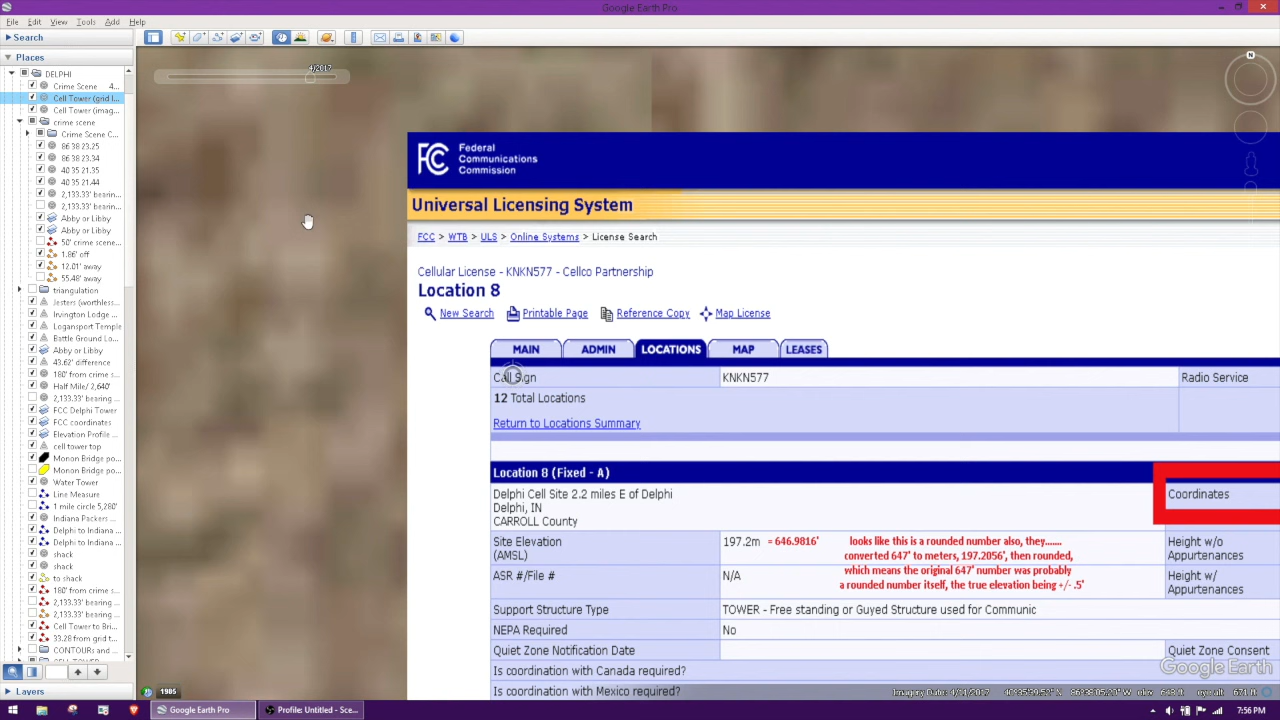 Google Earth Pro
File Edit View Tools Add Help
Search
Places
DELPHI
Crime Scene 4...
Cell Tower (grid l...
Cell Tower (imag...
crime scene
Crime Scene C...
86 38 23.25
86 38 23.34
40 35 21.35
40 35 21.44
2,133.33' bearin...
2,133.33' bearin...
Abby or Libby
Abby or Libby
50' crime scene...
1.86' off
12.01' away
55.48' away
triangulation
Jesters (worthless...
Irvington Lodge ...
Logansport Temple
Battle Ground Lo...
Abby or Libby
43.62' difference
180' from crime s...
Half Mile/ 2,640'
FCC Delphi Tower
FCC coordinates
Elevation Profile ...
cell tower top
Monon Bridge po...
Monon Bridge po...
Water Tower
Line Measure
1 mile circle 5,280'
Indiana Packers ...
Delphi to Indiana ...
Delphi to Indiana ...
shack
shack
to shack
180' from crime s...
2,133.33' bearing ...
2,133.33' bearing ...
Cell Tower to Bri...
33.28 from grid t...
CONTOURs and ...
Layers
4/2017
N
FCC Federal
Communications
Commission
Universal Licensing System
FCC > WTB > ULS > Online Systems > License Search
Cellular License - KNKN577 - Cellco Partnership
Location 8
New Search Printable Page Reference Copy Map License
MAIN ADMIN LOCATIONS MAP LEASES
Call Sign KNKN577 Radio Service
12 Total Locations
Return to Locations Summary
Location 8 (Fixed - A)
Delphi Cell Site 2.2 miles E of Delphi Coordinates
Delphi, IN
CARROLL County
Site Elevation 197.2m = 646.9816' looks like this is a rounded number also, they....... Height w/o
(AMSL) converted 647' to meters, 197.2056', then rounded, Appurtenances
which means the original 647' number was probably
ASR #/File # N/A a rounded number itself, the true elevation being +/- .5' Height w/
Appurtenances
Support Structure Type TOWER - Free standing or Guyed Structure used for Communic
NEPA Required No
Quiet Zone Notification Date Quiet Zone Consent
Is coordination with Canada required?
Is coordination with Mexico required?
Google Earth
1985
Google Earth Pro Profile: Untitled - Sce...
7:56 PM